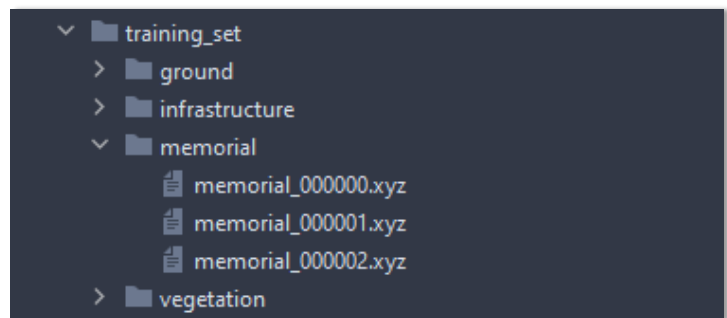 training_set
ground
infrastructure
memorial
memorial_000000.xyz
memorial_000001.xyz
memorial_000002.xyz
vegetation